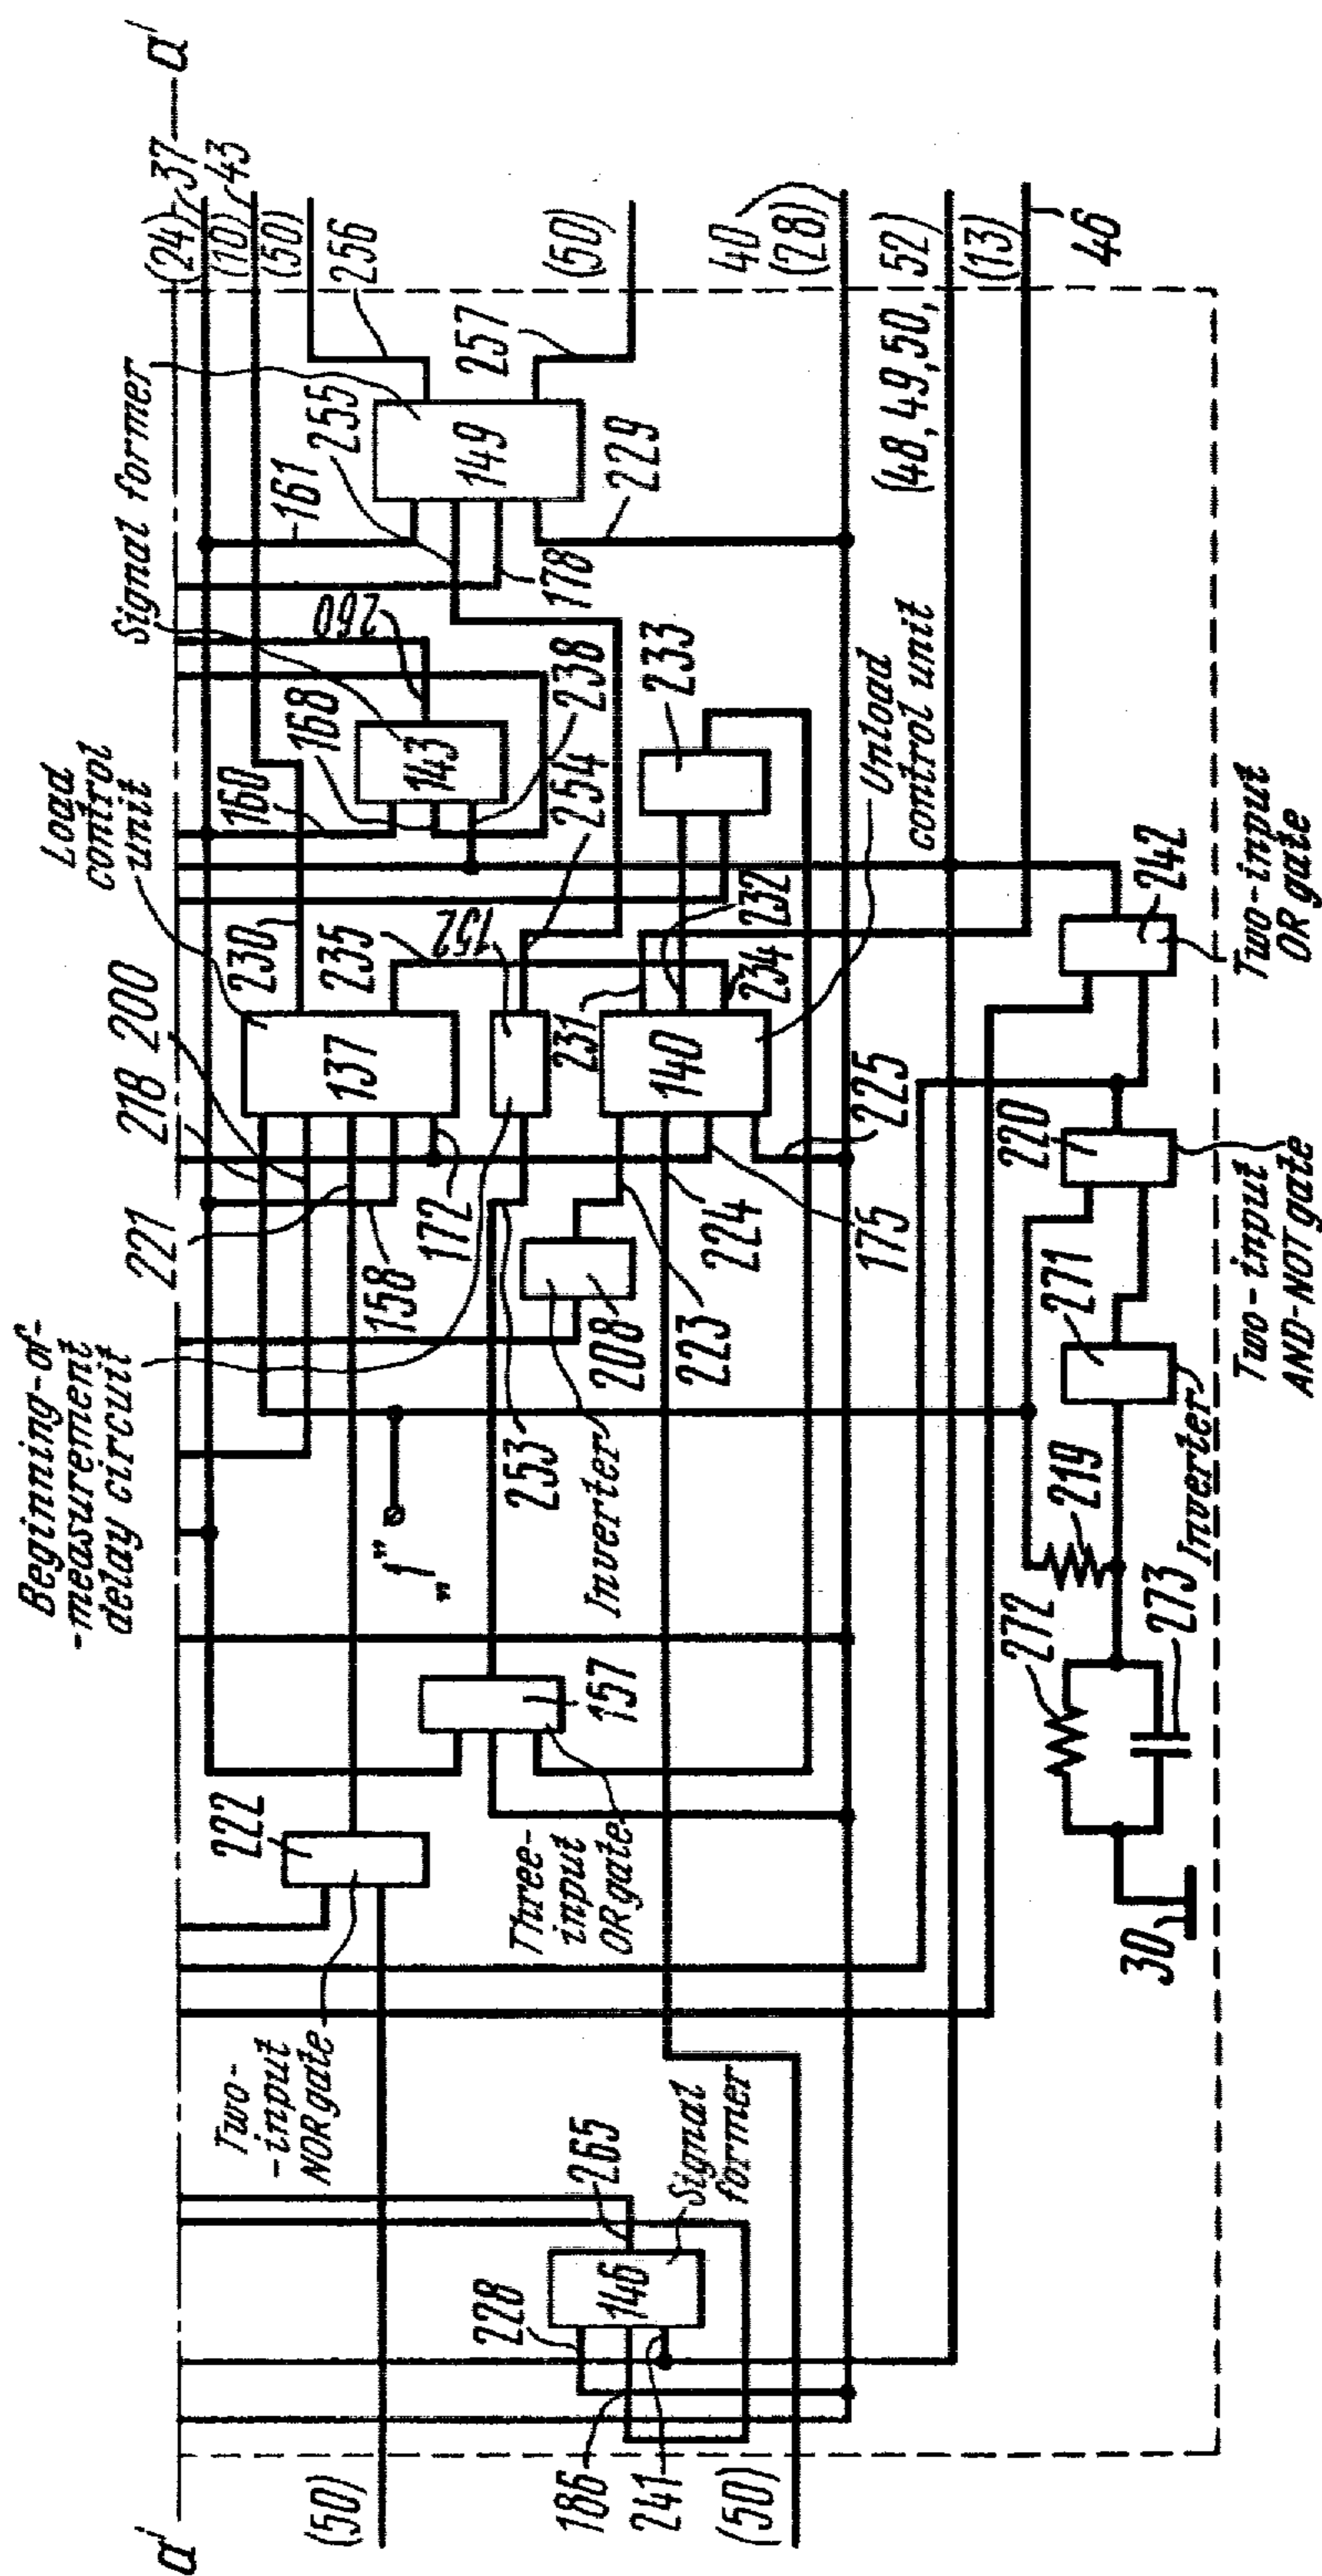 a' a'
(24) 37
(10) 43
(50)
256
257
(50)
40
(28)
(48, 49, 50, 52)
(13)
46
Signal former
255
149
161
178
229
260
Load
control
unit
168
160
143
238
254
233
Unload
control unit
230
235
152
232
231
234
218 200
137
140
225
221
158
172
224
175
208
223
Beginning-of-
-measurement
delay circuit
253
Inverter
"1"
157
Three-
-input
OR gate
222
Two-
-input
NOR gate
265
Signal
former
146
228
186
241
(50)
(50)
242
Two-input
OR gate
220
Two-input
AND-NOT gate
271
Inverter
219
272
273
30